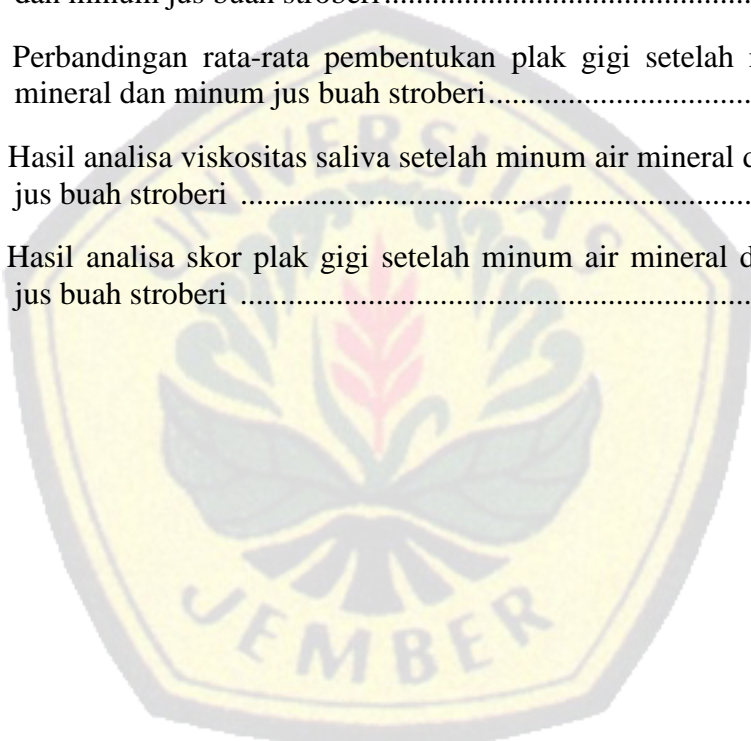 dan minum jus buah stroberi........................................................
Perbandingan rata-rata pembentukan plak gigi setelah
mineral dan minum jus buah stroberi........................................
Hasil analisa viskositas saliva setelah minum air mineral
jus buah stroberi ......................................................................
Hasil analisa skor plak gigi setelah minum air mineral
jus buah stroberi ......................................................................
UNIVERSITAS
JEMBER